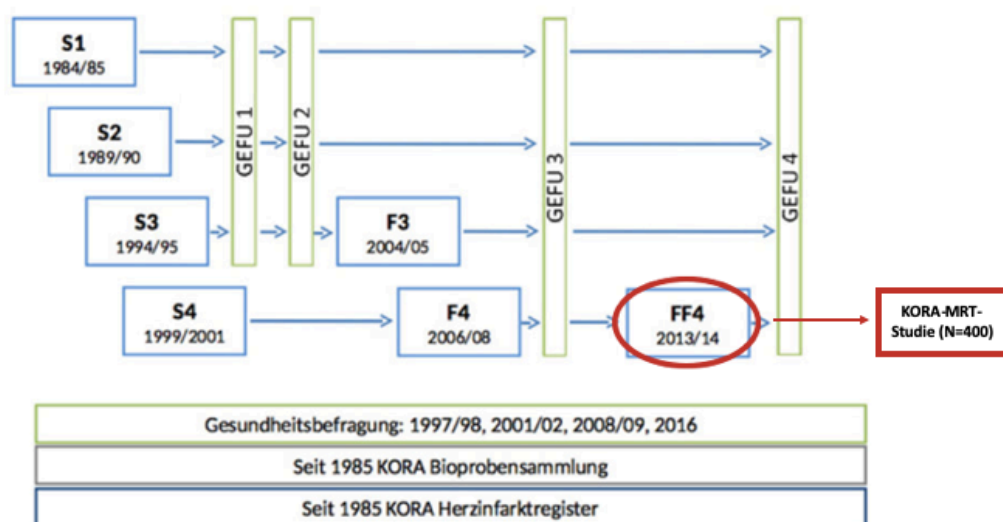 S1
1984/85
GEFU 1
GEFU 2
GEFU 3
GEFU 4
S2
1989/90
S3
1994/95
F3
2004/05
S4
1999/2001
F4
2006/08
FF4
2013/14
KORA-MRT-
Studie (N=400)
Gesundheitsbefragung: 1997/98, 2001/02, 2008/09, 2016
Seit 1985 KORA Bioprobensammlung
Seit 1985 KORA Herzinfarktregister